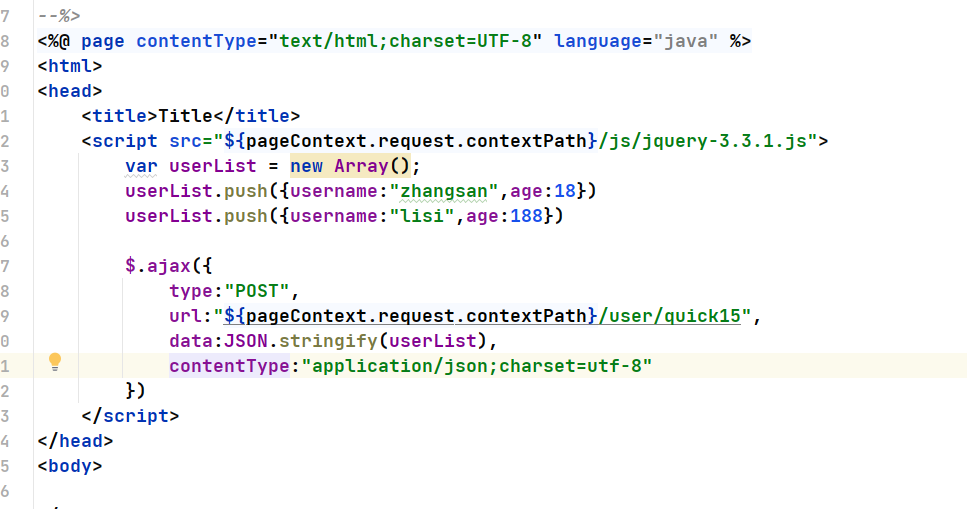 7 --%>
8 <%@ page contentType="text/html;charset=UTF-8" language="java" %>
9 <html>
0 <head>
1     <title>Title</title>
2     <script src="${pageContext.request.contextPath}/js/jquery-3.3.1.js">
3         var userList = new Array();
4         userList.push({username:"zhangsan",age:18})
5         userList.push({username:"lisi",age:188})
6
7         $.ajax({
8             type:"POST",
9             url:"${pageContext.request.contextPath}/user/quick15",
0             data:JSON.stringify(userList),
1             contentType:"application/json;charset=utf-8"
2         })
3     </script>
4 </head>
5 <body>
6